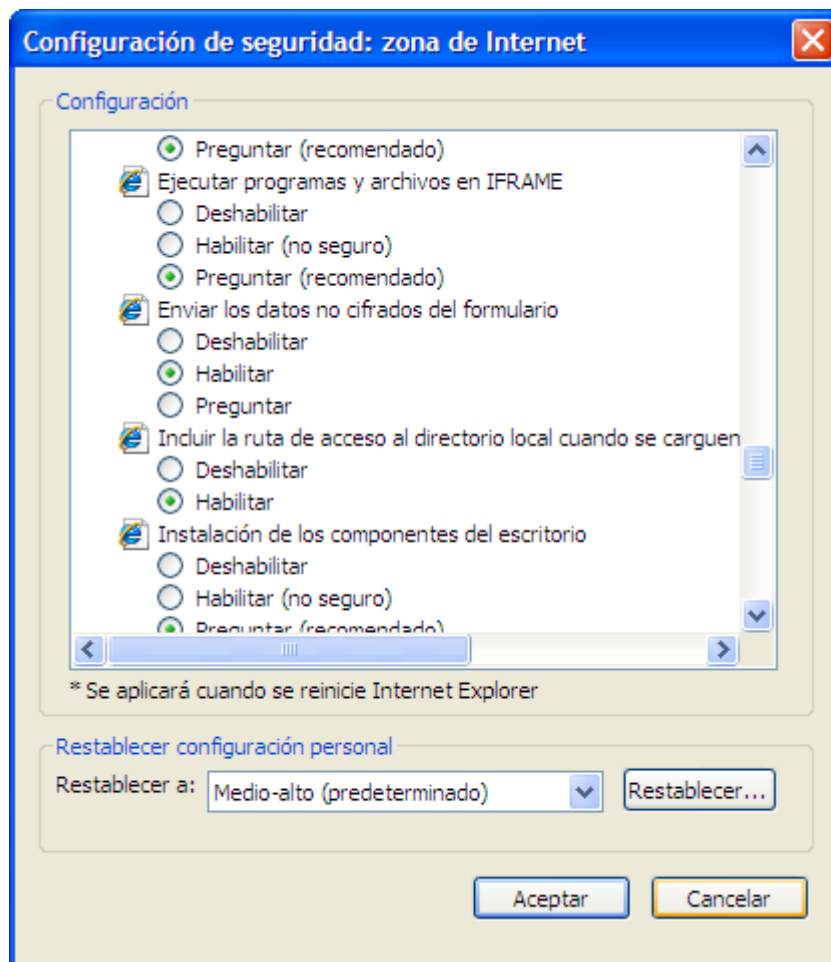 Configuración de seguridad: zona de Internet
Configuración
Preguntar (recomendado)
Ejecutar programas y archivos en IFRAME
Deshabilitar
Habilitar (no seguro)
Preguntar (recomendado)
Enviar los datos no cifrados del formulario
Deshabilitar
Habilitar
Preguntar
Incluir la ruta de acceso al directorio local cuando se carguen
Deshabilitar
Habilitar
Instalación de los componentes del escritorio
Deshabilitar
Habilitar (no seguro)
Preguntar (recomendado)
* Se aplicará cuando se reinicie Internet Explorer
Restablecer configuración personal
Restablecer a: Medio-alto (predeterminado) Restablecer...
Aceptar Cancelar